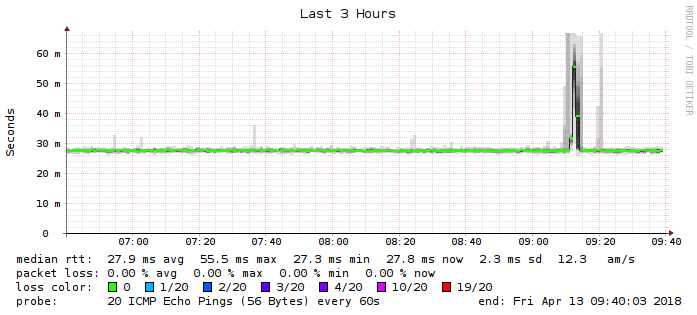 Last 3 Hours
RRDTOOL / TOBI OETIKER
Seconds
60 m
50 m
40 m
30 m
20 m
10 m
0
07:00 07:20 07:40 08:00 08:20 08:40 09:00 09:20 09:40
median rtt: 27.9 ms avg 55.5 ms max 27.3 ms min 27.8 ms now 2.3 ms sd 12.3 am/s
packet loss: 0.00 % avg 0.00 % max 0.00 % min 0.00 % now
loss color: 0 1/20 2/20 3/20 4/20 10/20 19/20
probe: 20 ICMP Echo Pings (56 Bytes) every 60s end: Fri Apr 13 09:40:03 2018